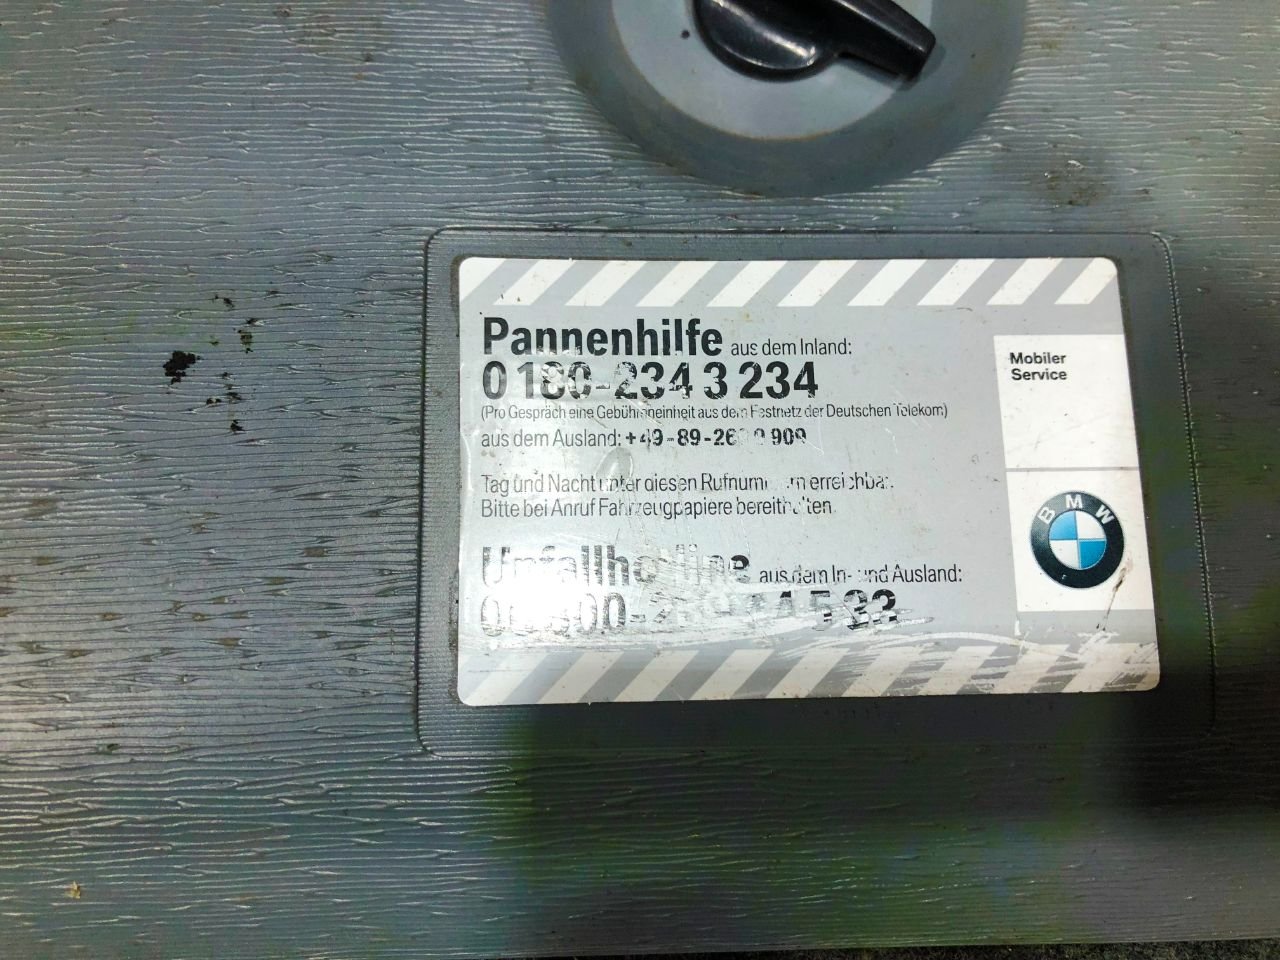 Pannenhilfe aus dem Inland:
0180-234 3 234
(Pro Gespräch eine Gebühreneinheit aus dem Festnetz der Deutschen Telekom)
aus dem Ausland:
Tag und Nacht unter diesen Rufnummern erreichbar.
Bitte bei Anruf Fahrzeugpapiere bereithalten.
Unfallhotline aus dem In- und Ausland:
Mobiler
Service
BMW